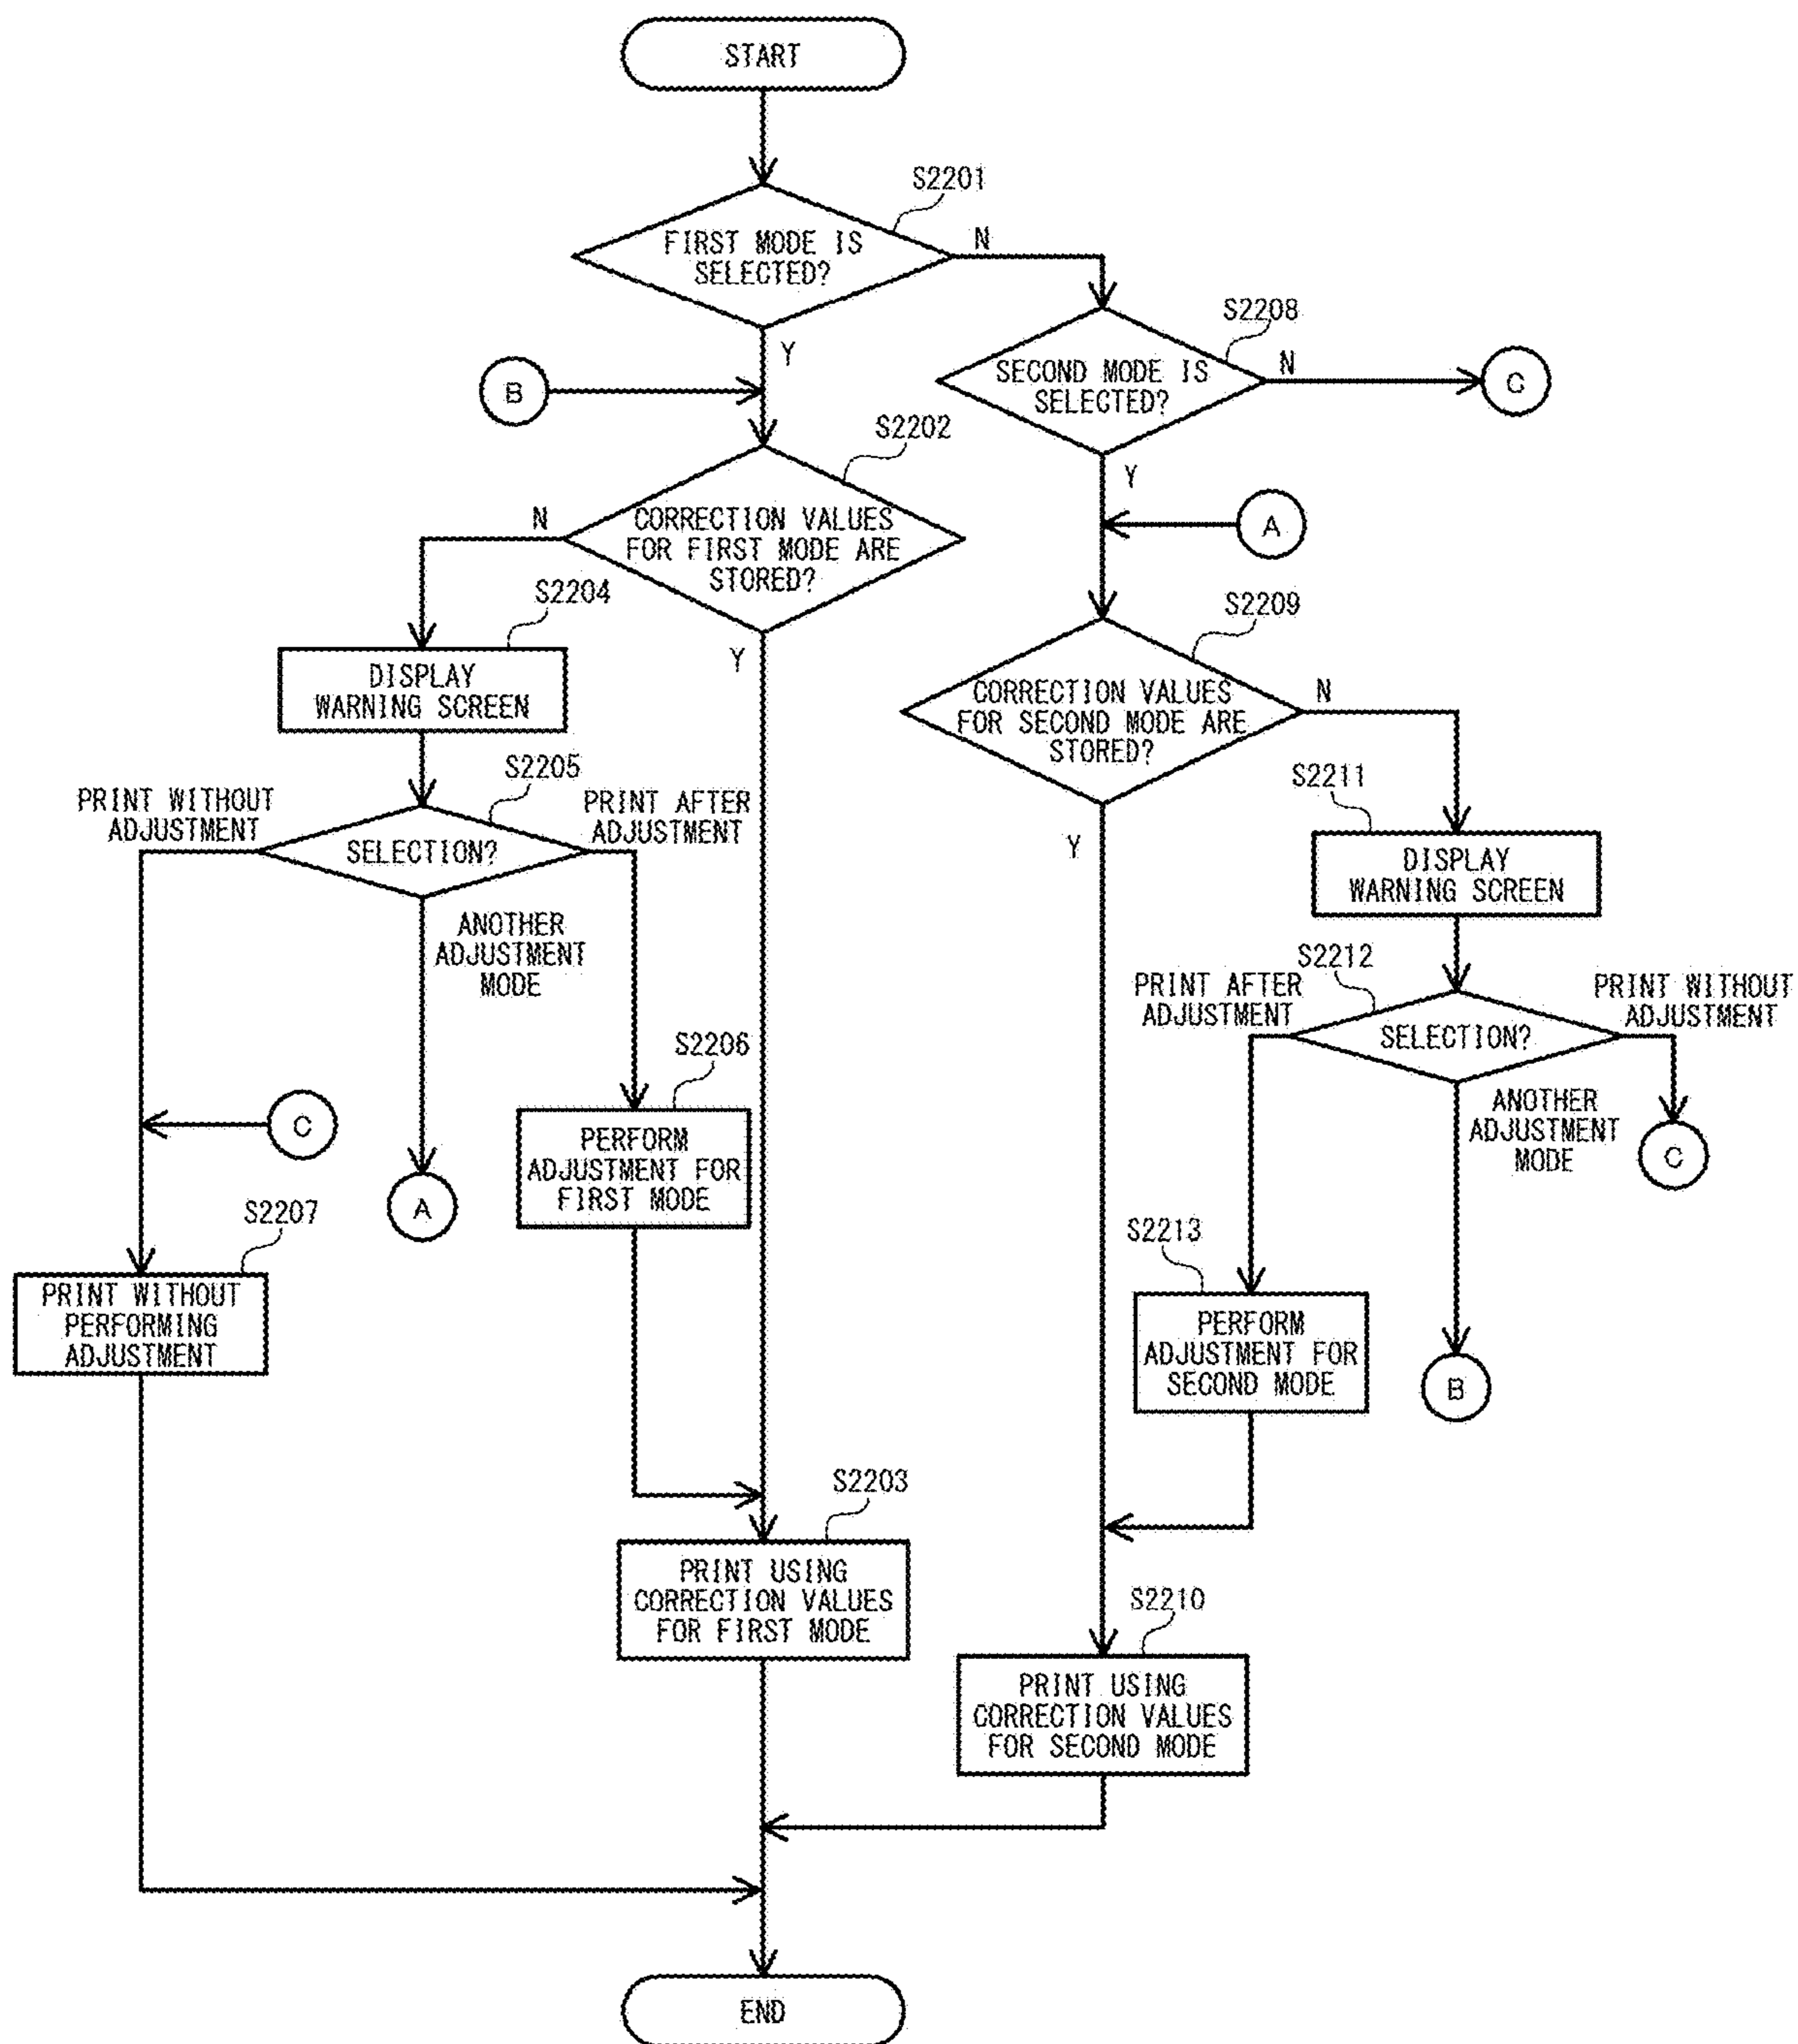 START
S2201
FIRST MODE IS
SELECTED?
N
S2208
Y
SECOND MODE IS
SELECTED?
N
C
B
S2202
Y
CORRECTION VALUES
FOR FIRST MODE ARE
STORED?
N
A
S2204
S2209
DISPLAY
WARNING SCREEN
Y
CORRECTION VALUES
FOR SECOND MODE ARE
STORED?
N
S2205
PRINT WITHOUT
ADJUSTMENT
PRINT AFTER
ADJUSTMENT
SELECTION?
S2211
Y
DISPLAY
WARNING SCREEN
ANOTHER
ADJUSTMENT
MODE
S2212
PRINT AFTER
ADJUSTMENT
PRINT WITHOUT
ADJUSTMENT
SELECTION?
S2206
C
ANOTHER
ADJUSTMENT
MODE
C
PERFORM
ADJUSTMENT FOR
FIRST MODE
A
S2207
S2213
PRINT WITHOUT
PERFORMING
ADJUSTMENT
PERFORM
ADJUSTMENT FOR
SECOND MODE
B
S2203
PRINT USING
CORRECTION VALUES
FOR FIRST MODE
S2210
PRINT USING
CORRECTION VALUES
FOR SECOND MODE
END